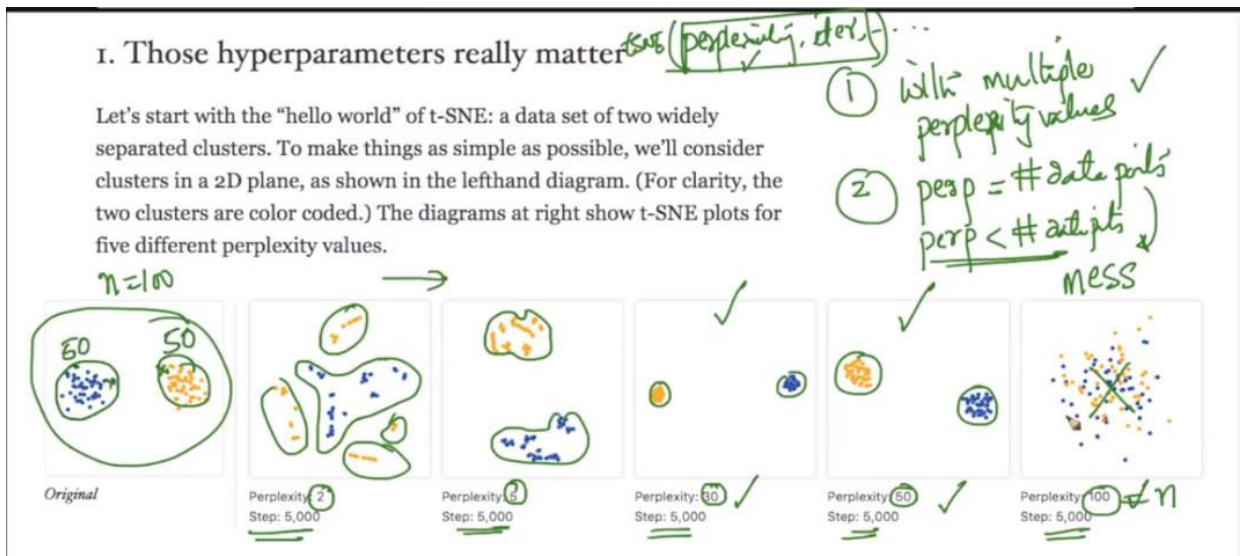 1. Those hyperparameters really matter
tSNE (perplexity, iter, - ...
Let's start with the “hello world” of t-SNE: a data set of two widely
separated clusters. To make things as simple as possible, we'll consider
clusters in a 2D plane, as shown in the lefthand diagram. (For clarity, the
two clusters are color coded.) The diagrams at right show t-SNE plots for
five different perplexity values.
1 with multiple
perplexity values
2 perp = # data points
perp < #
mess
n=100
50 50
Original
Perplexity: 2
Step: 5,000
Perplexity: 5
Step: 5,000
Perplexity: 30
Step: 5,000
Perplexity: 50
Step: 5,000
Perplexity: 100
n
Step: 5,000